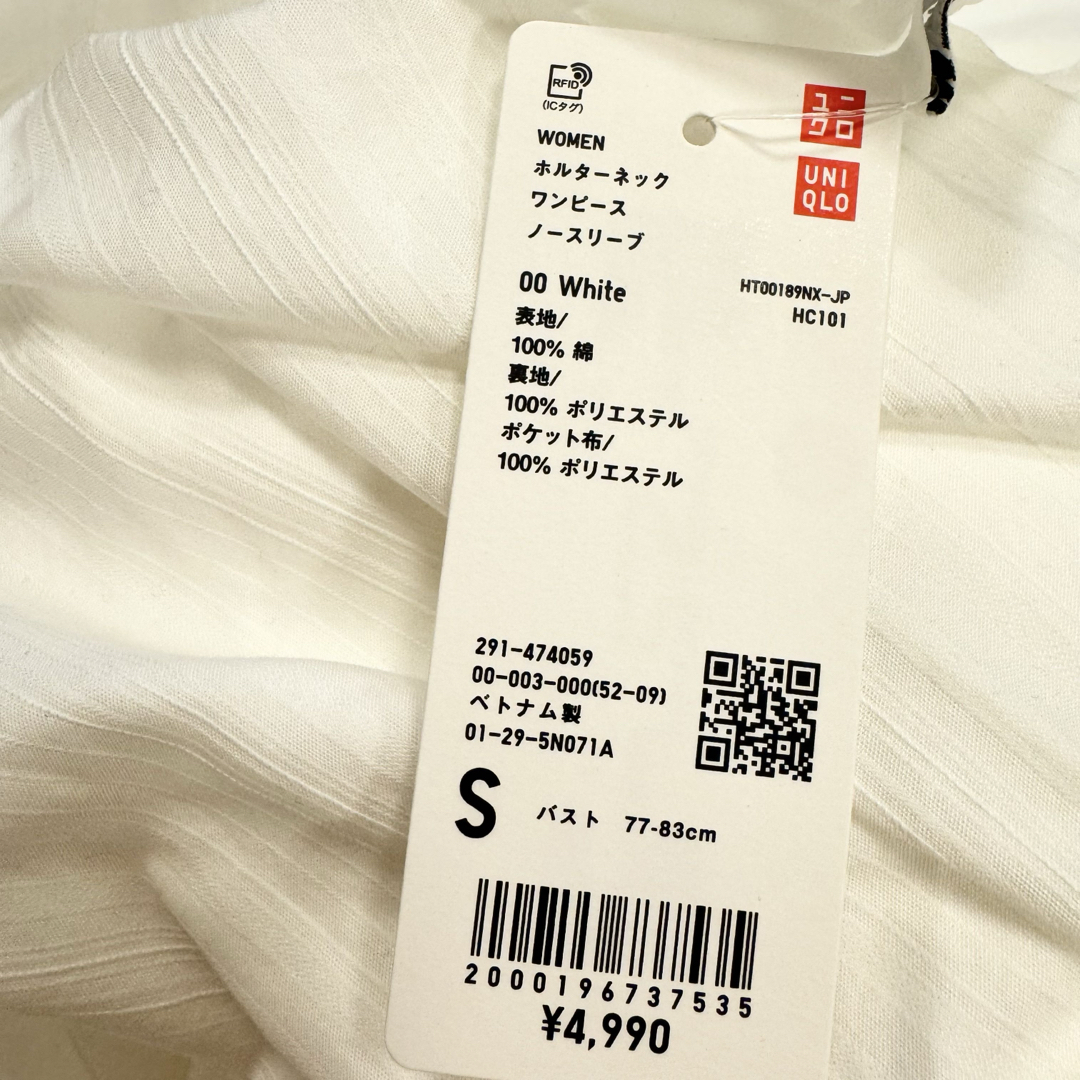 RFID
(ICタグ)
ユニ
クロ
UNI
QLO
WOMEN
ホルターネック
ワンピース
ノースリーブ
00 White
HT00189NX-JP
HC101
表地/
100% 綿
裏地/
100% ポリエステル
ポケット布/
100% ポリエステル
291-474059
00-003-000(52-09)
ベトナム製
01-29-5N071A
S バスト 77-83cm
2000196737535
¥4,990